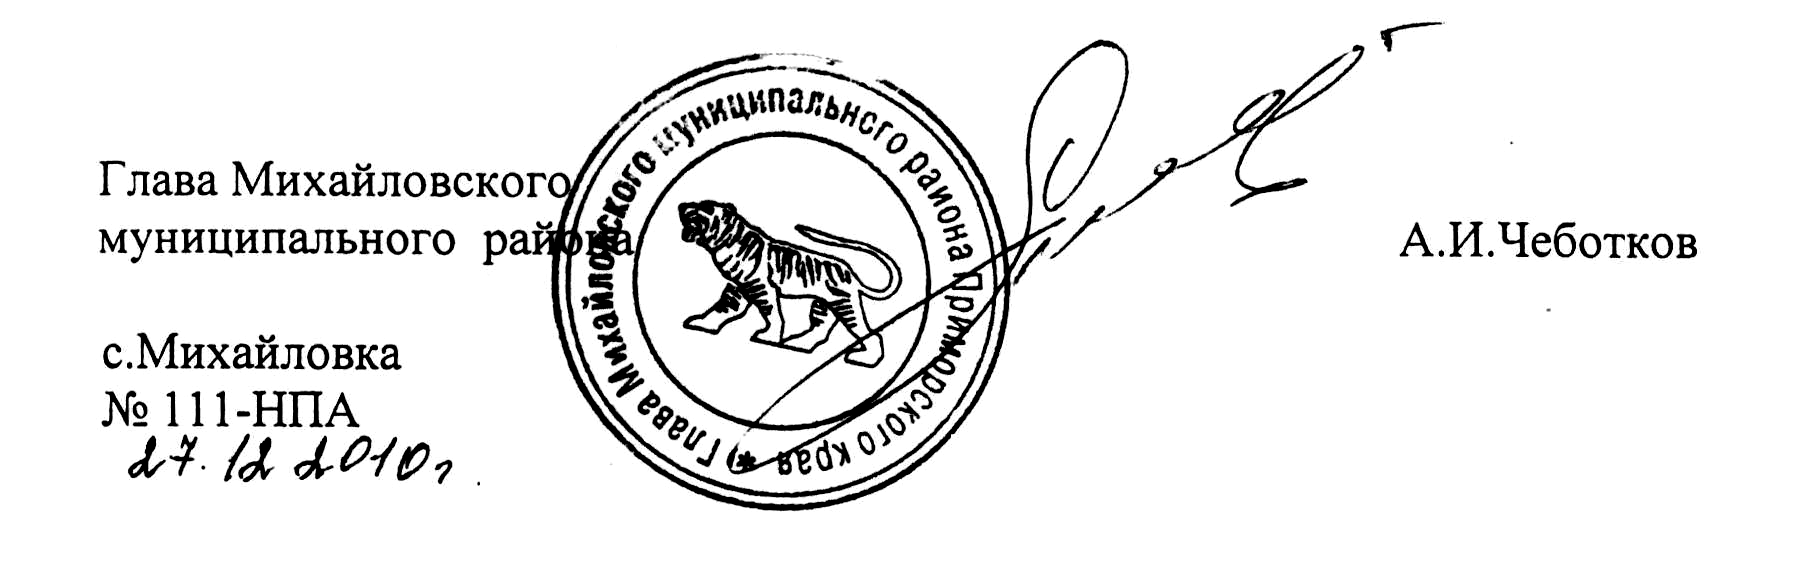 Глава Михайловского
муниципального района
А.И.Чеботков
с.Михайловка
№ 111-НПА
27.12 2010г
* Глава Михайловского муниципального района Приморского края